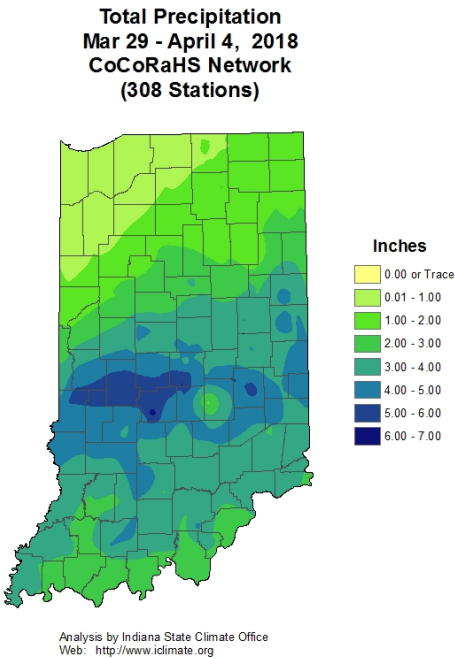 Total Precipitation
Mar 29 - April 4, 2018
CoCoRaHS Network
(308 Stations)
Inches
0.00 or Trace
0.01 - 1.00
1.00 - 2.00
2.00 - 3.00
3.00 - 4.00
4.00 - 5.00
5.00 - 6.00
6.00 - 7.00
Analysis by Indiana State Climate Office
Web: http://www.iclimate.org